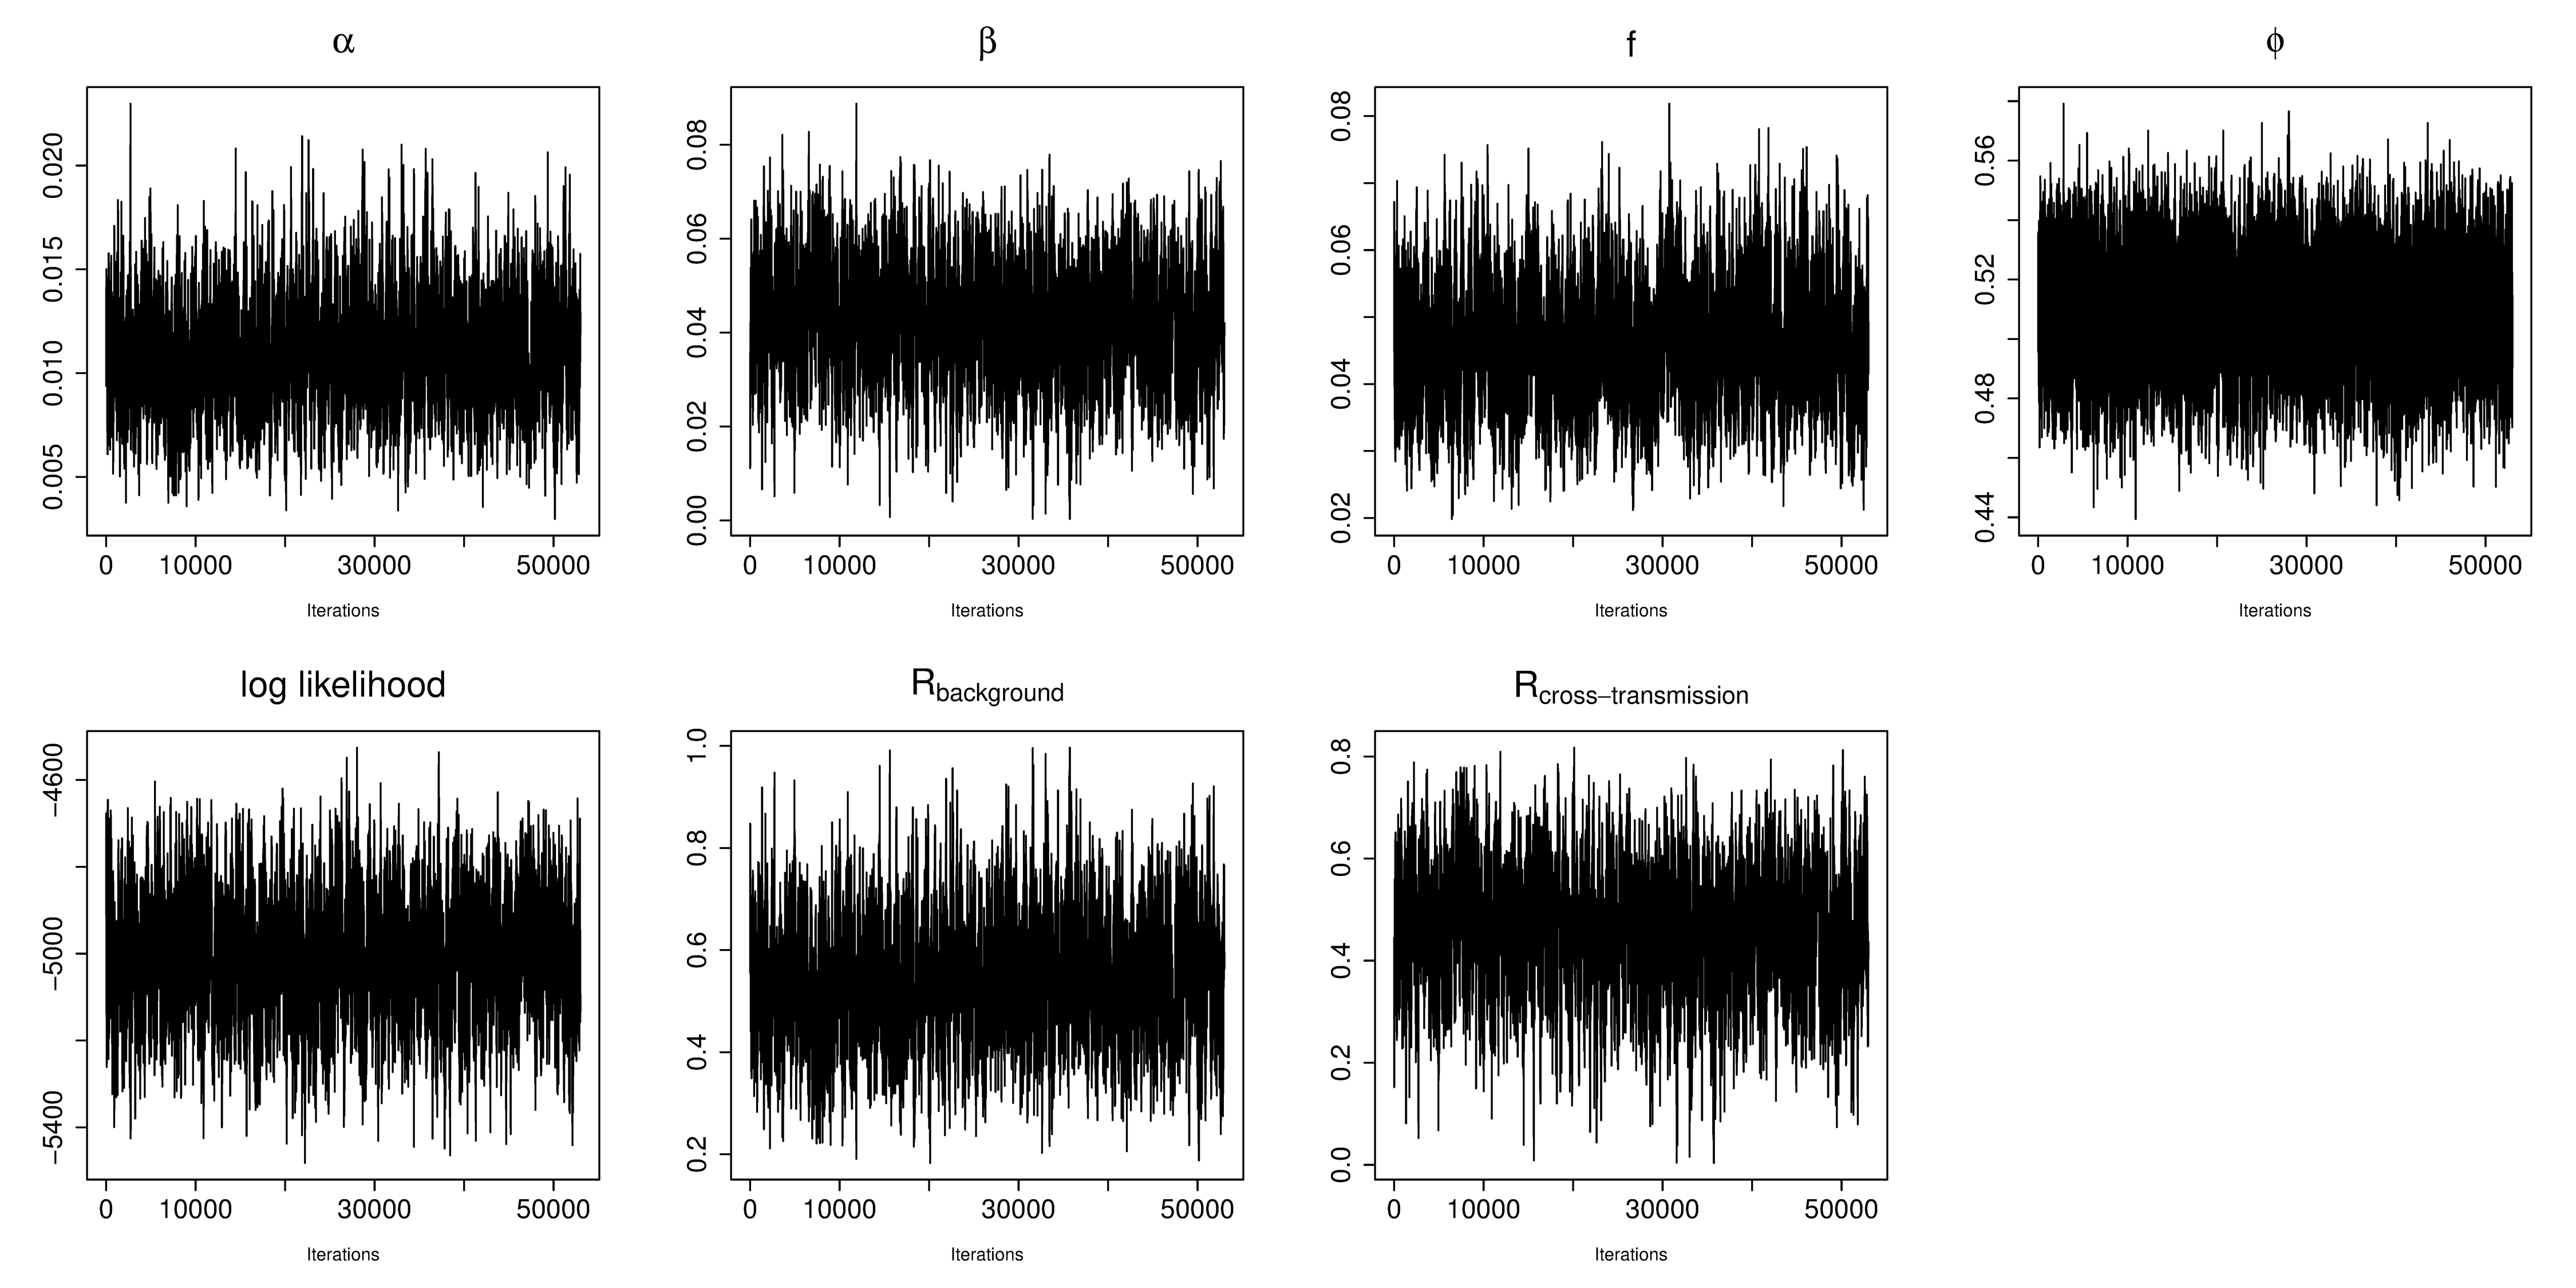 α
0.005 0.010 0.015 0.020
0 10000 30000 50000
Iterations
β
0.00 0.02 0.04 0.06 0.08
0 10000 30000 50000
Iterations
f
0.02 0.04 0.06 0.08
0 10000 30000 50000
Iterations
ϕ
0.44 0.48 0.52 0.56
0 10000 30000 50000
Iterations
log likelihood
−5400 −5000 −4600
0 10000 30000 50000
Iterations
Rbackground
0.2 0.4 0.6 0.8 1.0
0 10000 30000 50000
Iterations
Rcross−transmission
0.0 0.2 0.4 0.6 0.8
0 10000 30000 50000
Iterations